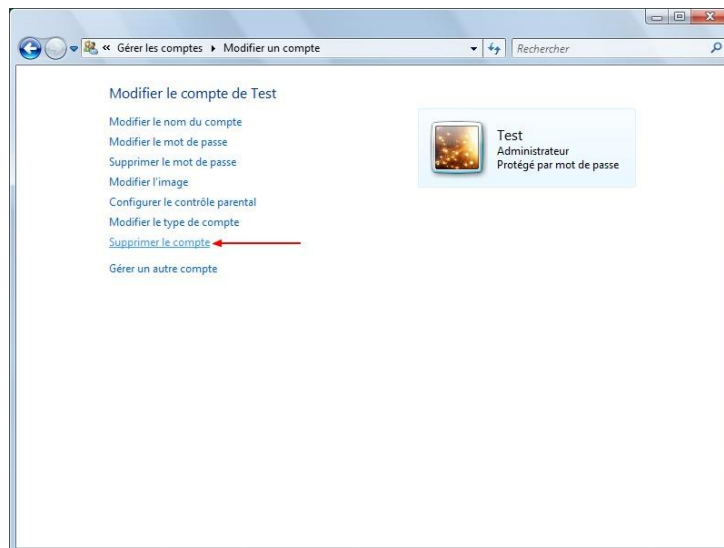 « Gérer les comptes ▸ Modifier un compte
Rechercher
Modifier le compte de Test
Modifier le nom du compte
Modifier le mot de passe
Supprimer le mot de passe
Modifier l'image
Configurer le contrôle parental
Modifier le type de compte
Supprimer le compte
Gérer un autre compte
Test
Administrateur
Protégé par mot de passe